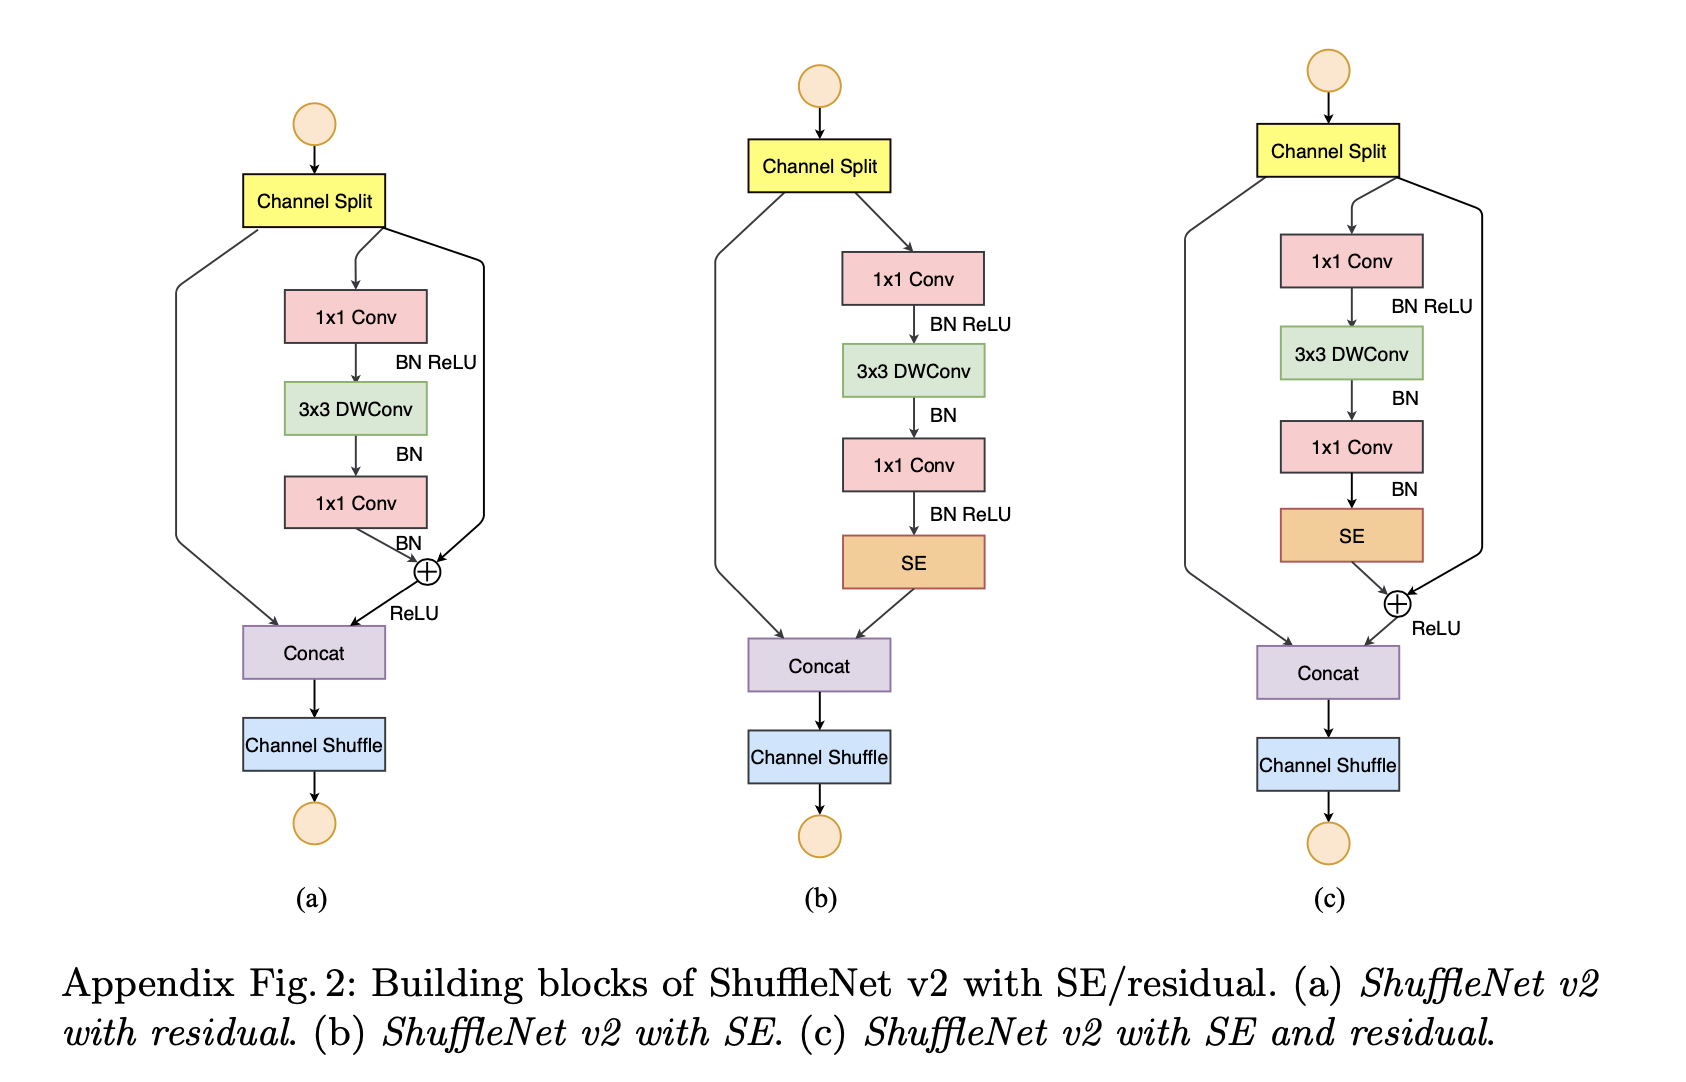 Channel Split
1x1 Conv
BN ReLU
3x3 DWConv
BN
1x1 Conv
BN
ReLU
Concat
Channel Shuffle
(a)
Channel Split
1x1 Conv
BN ReLU
3x3 DWConv
BN
1x1 Conv
BN ReLU
SE
Concat
Channel Shuffle
(b)
Channel Split
1x1 Conv
BN ReLU
3x3 DWConv
BN
1x1 Conv
BN
SE
ReLU
Concat
Channel Shuffle
(c)
Appendix Fig. 2: Building blocks of ShuffleNet v2 with SE/residual. (a) ShuffleNet v2
with residual. (b) ShuffleNet v2 with SE. (c) ShuffleNet v2 with SE and residual.